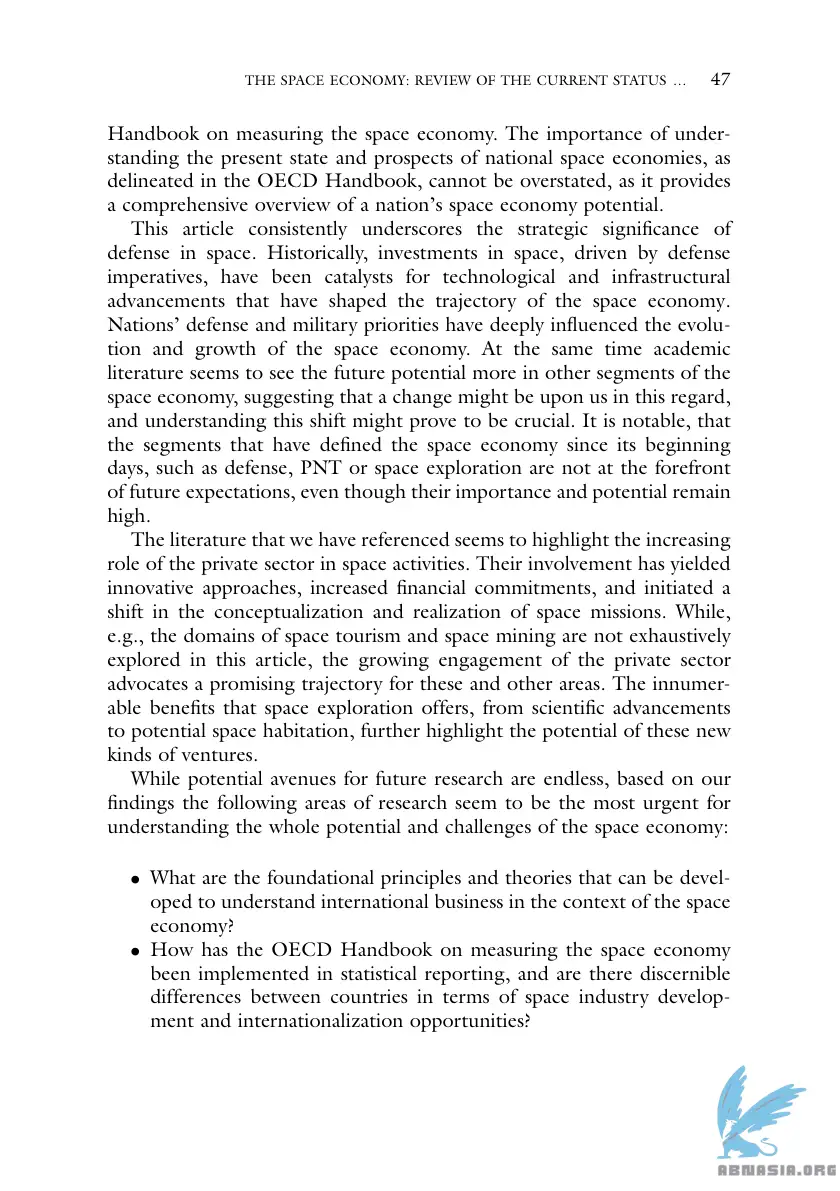 THE SPACE ECONOMY: REVIEW OF THE CURRENT STATUS ... 47
Handbook on measuring the space economy. The importance of under-
standing the present state and prospects of national space economies, as
delineated in the OECD Handbook, cannot be overstated, as it provides
a comprehensive overview of a nation's space economy potential.
This article consistently underscores the strategic significance of
defense in space. Historically, investments in space, driven by defense
imperatives, have been catalysts for technological and infrastructural
advancements that have shaped the trajectory of the space economy.
Nations' defense and military priorities have deeply influenced the evolu-
tion and growth of the space economy. At the same time academic
literature seems to see the future potential more in other segments of the
space economy, suggesting that a change might be upon us in this regard,
and understanding this shift might prove to be crucial. It is notable, that
the segments that have defined the space economy since its beginning
days, such as defense, PNT or space exploration are not at the forefront
of future expectations, even though their importance and potential remain
high.
The literature that we have referenced seems to highlight the increasing
role of the private sector in space activities. Their involvement has yielded
innovative approaches, increased financial commitments, and initiated a
shift in the conceptualization and realization of space missions. While,
e.g., the domains of space tourism and space mining are not exhaustively
explored in this article, the growing engagement of the private sector
advocates a promising trajectory for these and other areas. The innumer-
able benefits that space exploration offers, from scientific advancements
to potential space habitation, further highlight the potential of these new
kinds of ventures.
While potential avenues for future research are endless, based on our
findings the following areas of research seem to be the most urgent for
understanding the whole potential and challenges of the space economy:
• What are the foundational principles and theories that can be devel-
oped to understand international business in the context of the space
economy?
• How has the OECD Handbook on measuring the space economy
been implemented in statistical reporting, and are there discernible
differences between countries in terms of space industry develop-
ment and internationalization opportunities?
ABNASIA.ORG